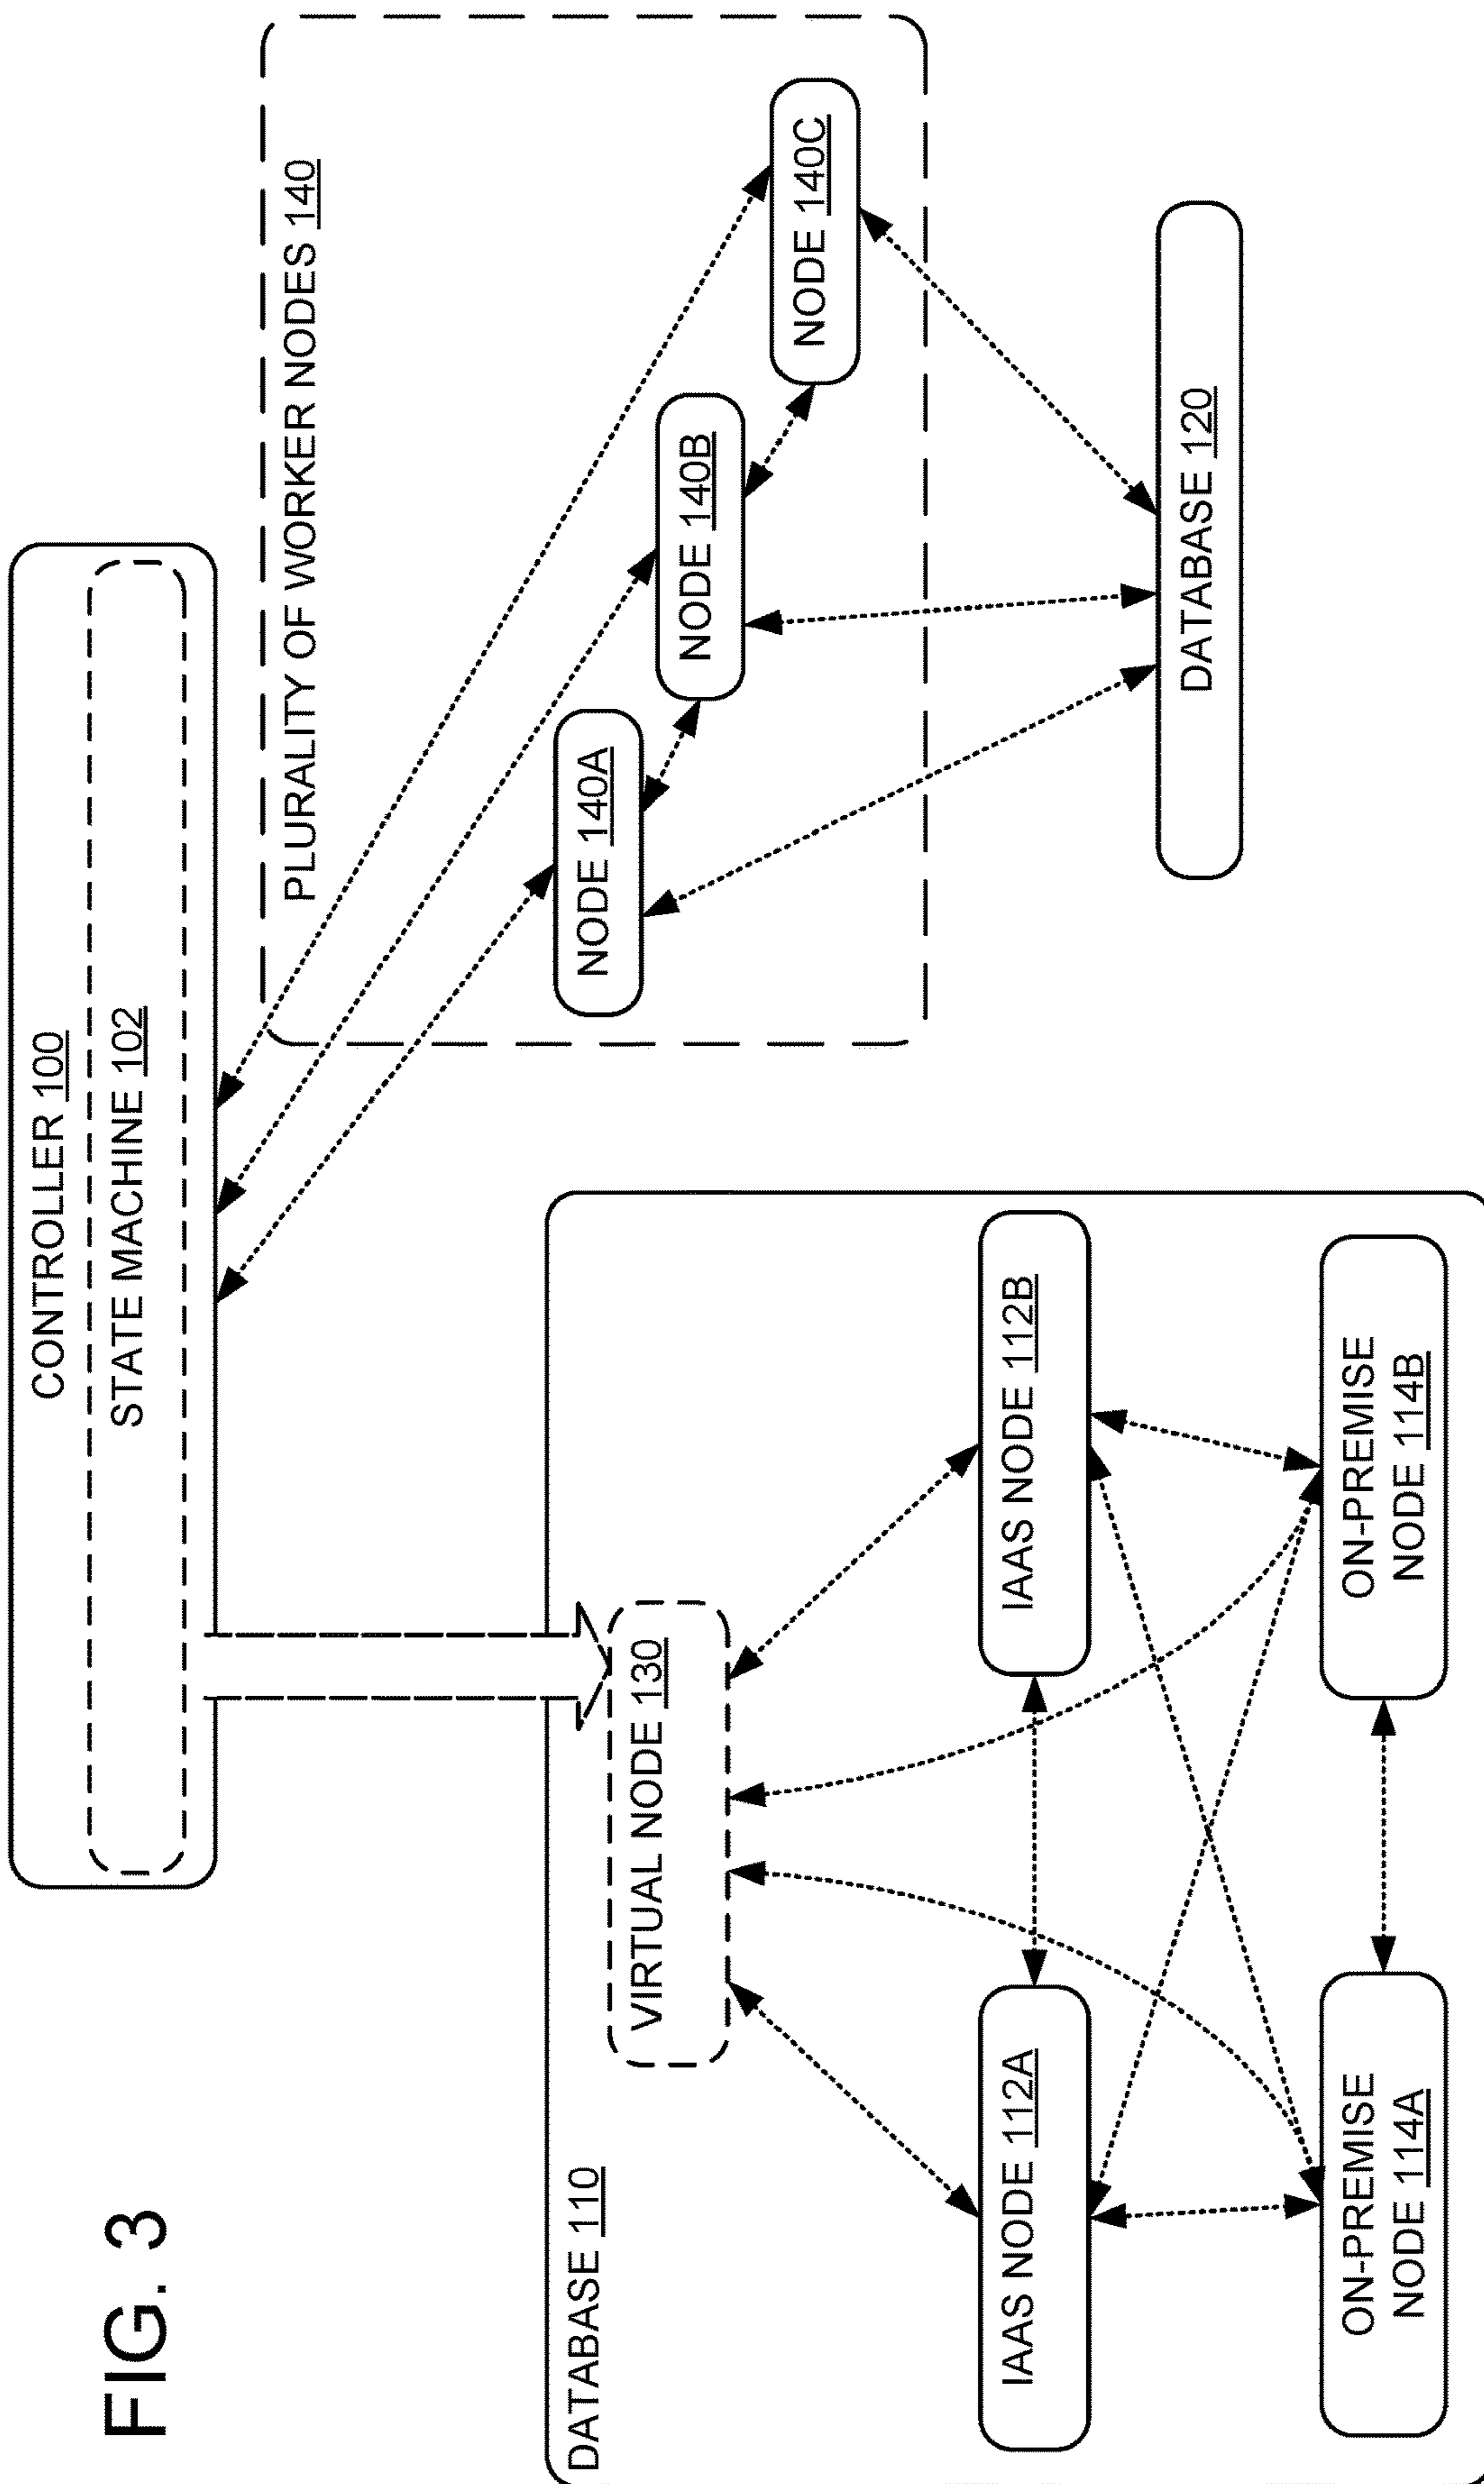 FIG. 3
CONTROLLER 100
STATE MACHINE 102
PLURALITY OF WORKER NODES 140
NODE 140A
NODE 140B
NODE 140C
DATABASE 120
DATABASE 110
VIRTUAL NODE 130
IAAS NODE 112A
IAAS NODE 112B
ON-PREMISE
NODE 114A
ON-PREMISE
NODE 114B